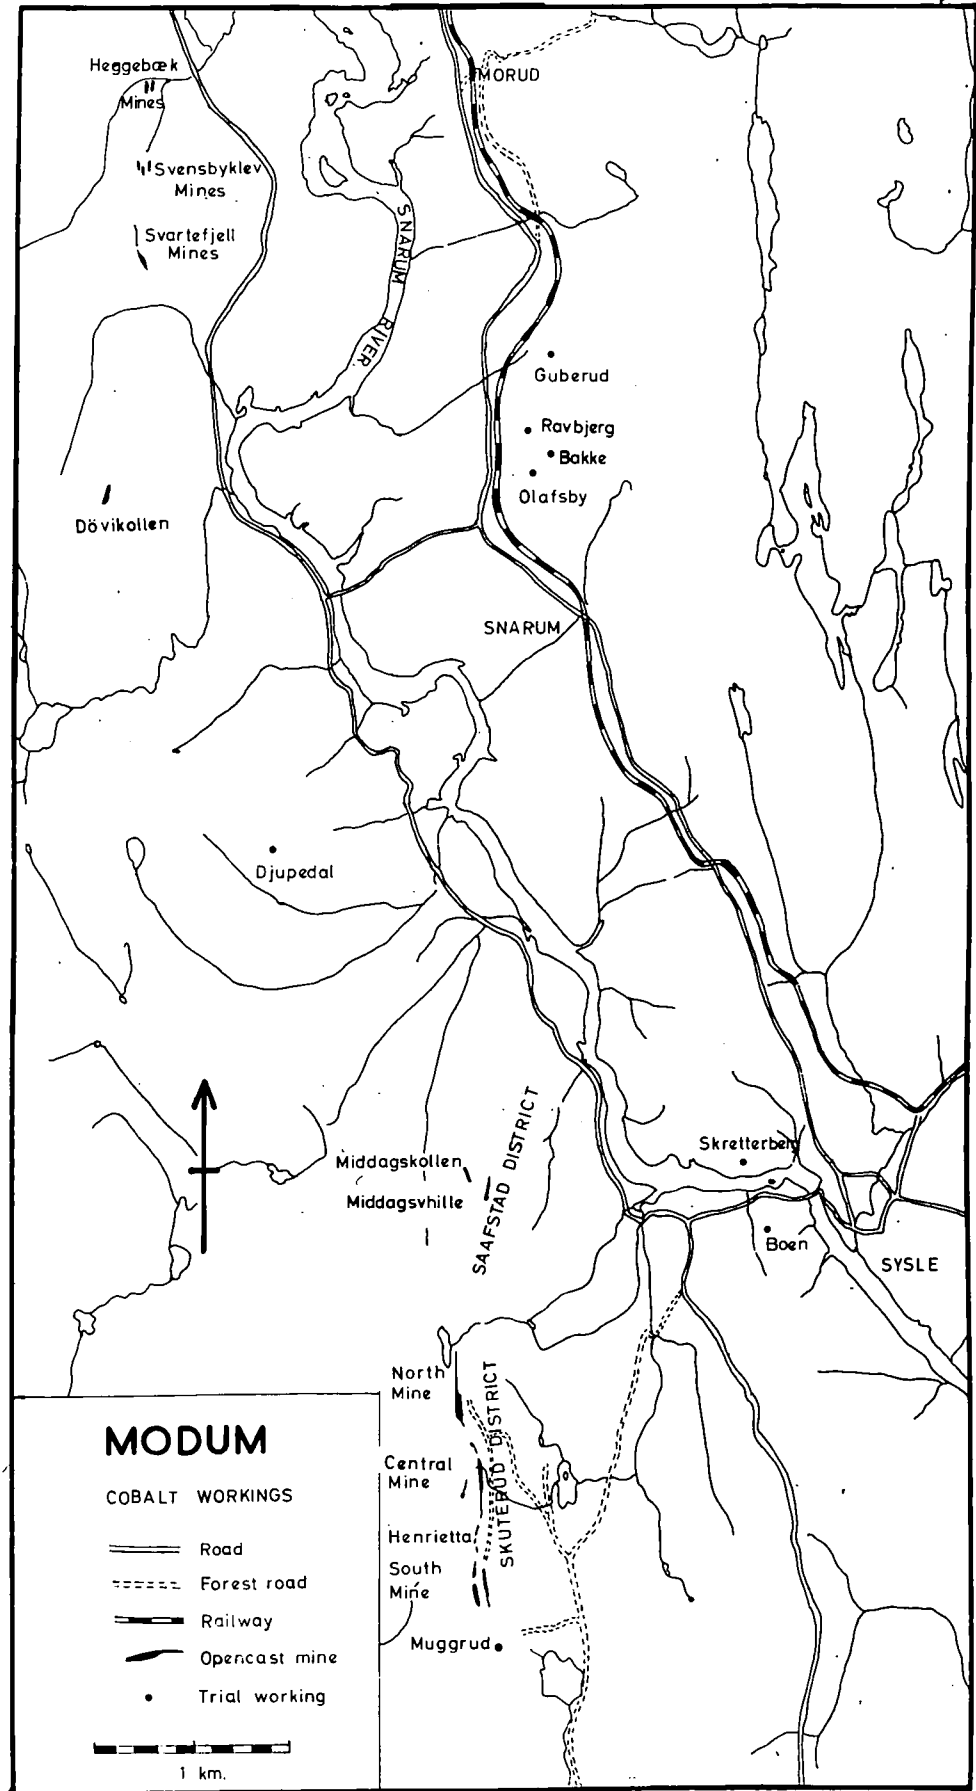 Heggebæk
Mines
MORUD
Svensbyklev
Mines
Svartefjell
Mines
SNARUM
RIVER.
Guberud
Ravbjerg
Bakke
Olafsby
Dövikollen
SNARUM
Djupedal
SAAFSTAD DISTRICT
Skretterberg
Middagskollen
Middagsvhille
Boen
SYSLE
North
Mine
SKUTERUD DISTRICT
Central
Mine
Henrietta
South
Mine
Muggrud
MODUM
COBALT WORKINGS
Road
Forest road
Railway
Opencast mine
Trial working
1 km.